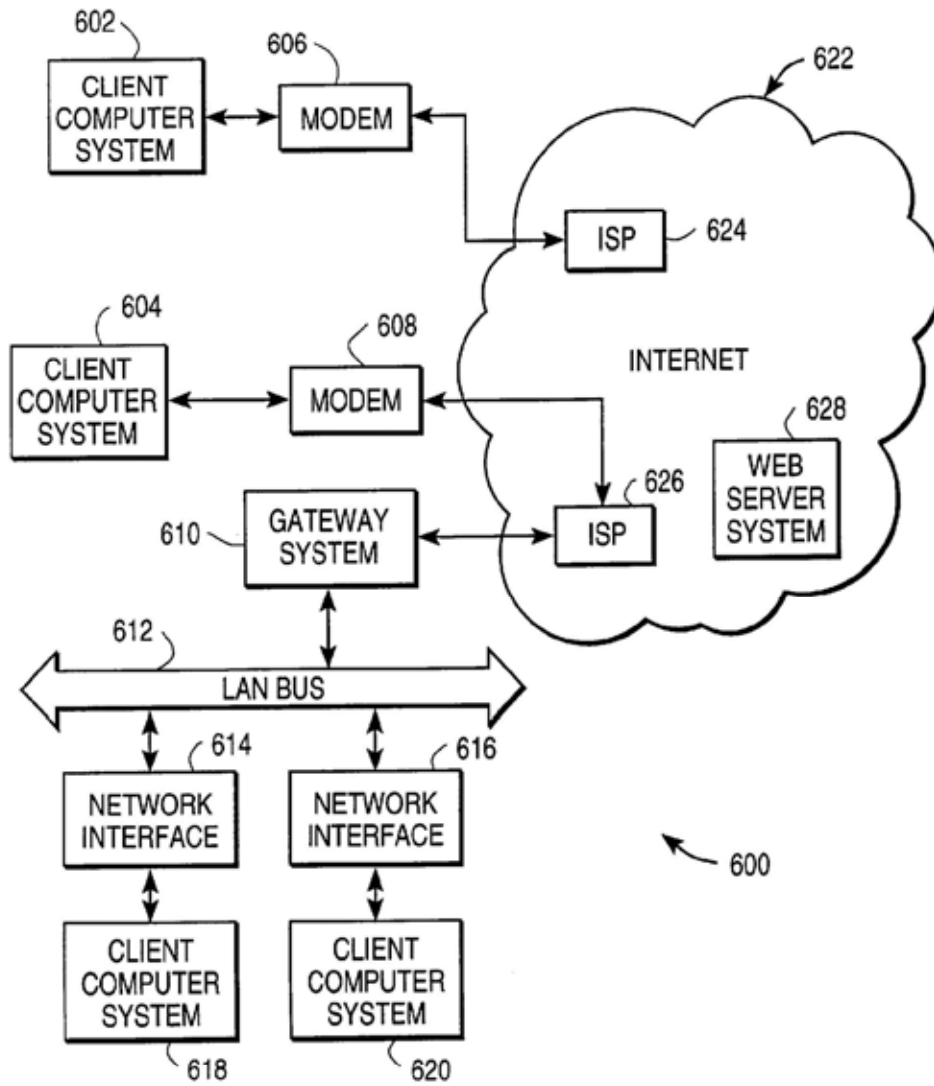 602
CLIENT
COMPUTER
SYSTEM
606
MODEM
622
ISP
624
604
CLIENT
COMPUTER
SYSTEM
608
MODEM
INTERNET
628
WEB
SERVER
SYSTEM
610
GATEWAY
SYSTEM
626
ISP
612
LAN BUS
614
NETWORK
INTERFACE
616
NETWORK
INTERFACE
600
CLIENT
COMPUTER
SYSTEM
618
CLIENT
COMPUTER
SYSTEM
620